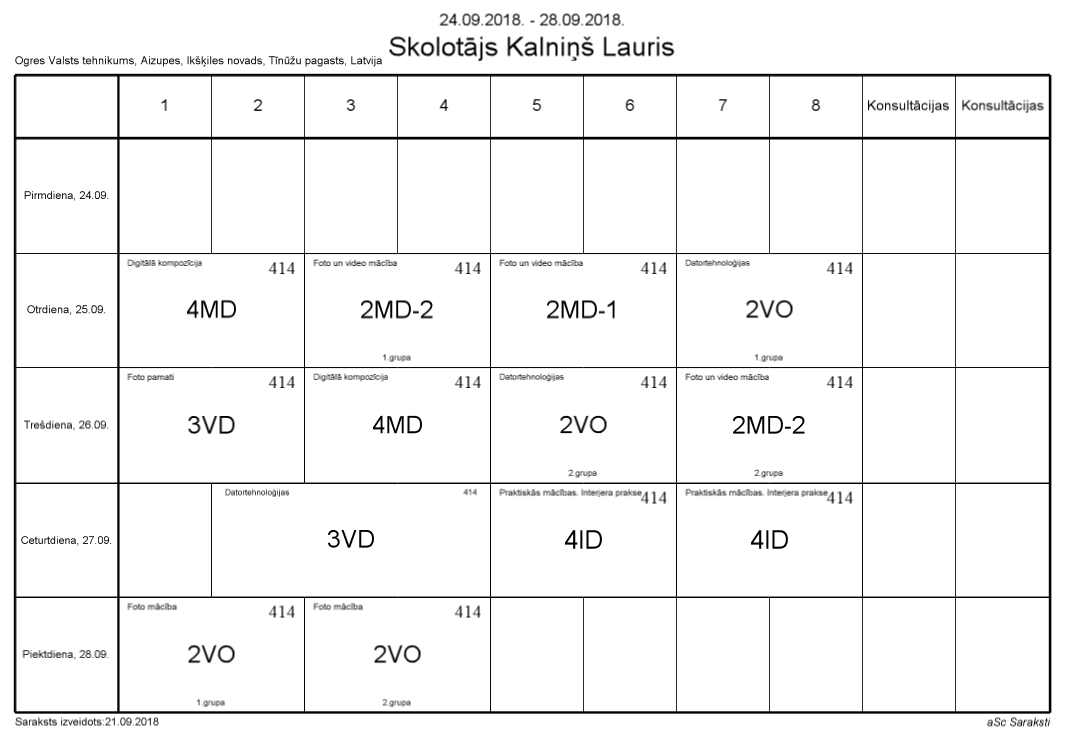 24.09.2018. - 28.09.2018.
Skolotājs Kalniņš Lauris
Ogres Valsts tehnikums, Aizupes, Ikšķiles novads, Tīnūžu pagasts, Latvija
1 2 3 4 5 6 7 8 Konsultācijas Konsultācijas
Pirmdiena, 24.09.
Digitālā kompozīcija 414 Foto un video mācība 414 Foto un video mācība 414 Datortehnoloģijas 414
Otrdiena, 25.09. 4MD 2MD-2 2MD-1 2VO
1.grupa 1.grupa
Foto pamati 414 Digitālā kompozīcija 414 Datortehnoloģijas 414 Foto un video mācība 414
Trešdiena, 26.09. 3VD 4MD 2VO 2MD-2
2.grupa 2.grupa
Datortehnoloģijas 414 Praktiskās mācības. Interjera prakse 414 Praktiskās mācības. Interjera prakse 414
Ceturtdiena, 27.09. 3VD 4ID 4ID
Foto mācība 414 Foto mācība 414
Piektdiena, 28.09. 2VO 2VO
1.grupa 2.grupa
Saraksts izveidots:21.09.2018 aSc Saraksti